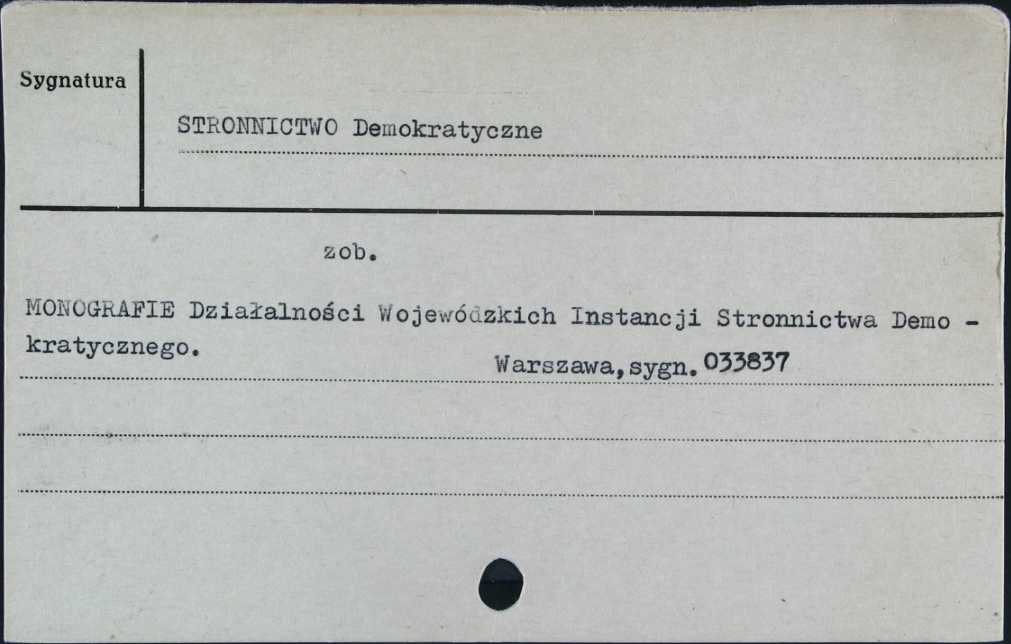 Sygnatura
STRONNICTWO Demokratyczne
zob.
MONOGRAFIE Działalności Wojewódzkich Instancji Stronnictwa Demo -
kratycznego.
Warszawa,sygn. 033837